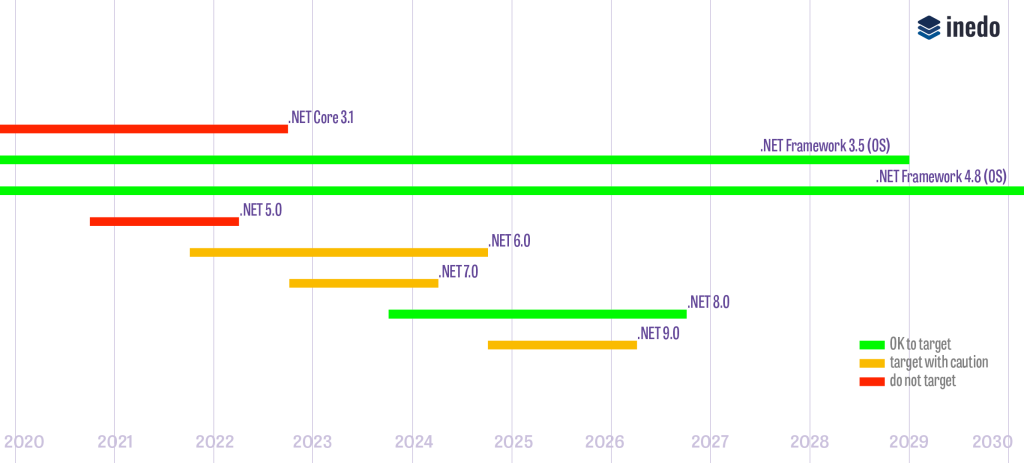 inedo
.NET Core 3.1
.NET Framework 3.5 (OS)
.NET Framework 4.8 (OS)
.NET 5.0
.NET 6.0
.NET 7.0
.NET 8.0
.NET 9.0
OK to target
target with caution
do not target
2020 2021 2022 2023 2024 2025 2026 2027 2028 2029 2030